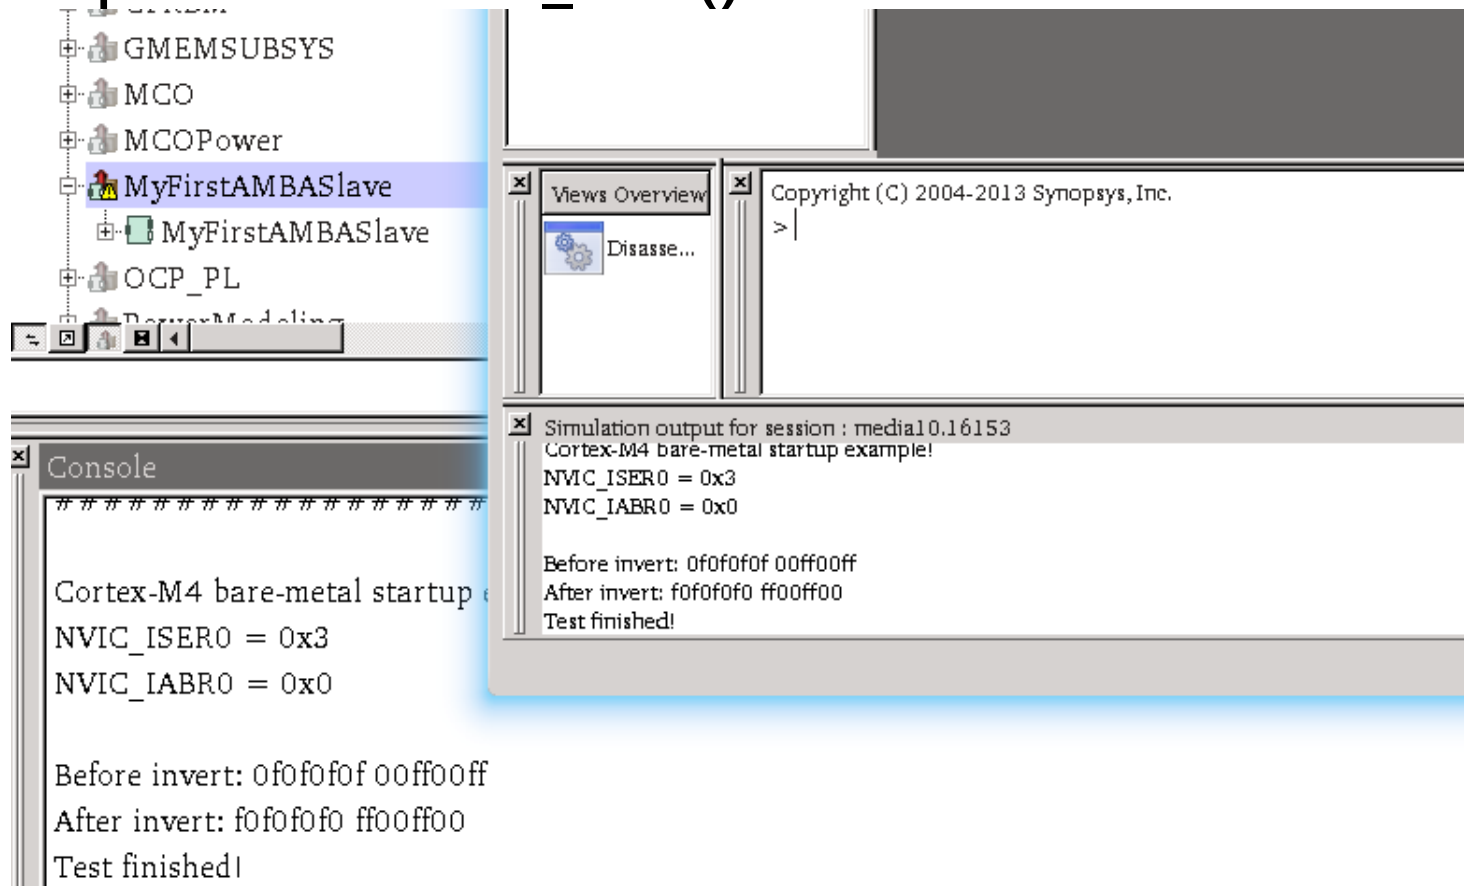 GMEMSUBSYS
MCO
MCOPower
MyFirstAMBASlave
MyFirstAMBASlave
OCP_PL
PowerModeling
Views Overview
Disasse...
Copyright (C) 2004-2013 Synopsys, Inc.
>
Simulation output for session : media10.16153
Cortex-M4 bare-metal startup example!
NVIC_ISER0 = 0x3
NVIC_IABR0 = 0x0
Before invert: 0f0f0f0f 00ff00ff
After invert: f0f0f0f0 ff00ff00
Test finished!
Console
####################
Cortex-M4 bare-metal startup
NVIC_ISER0 = 0x3
NVIC_IABR0 = 0x0
Before invert: 0f0f0f0f 00ff00ff
After invert: f0f0f0f0 ff00ff00
Test finished!